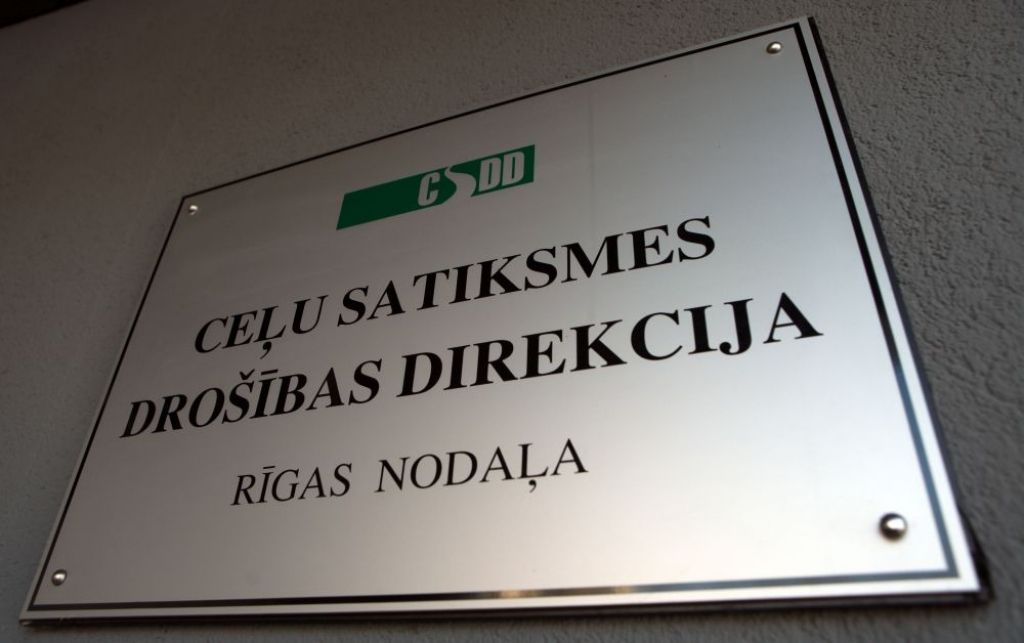 CSDD
CEĻU SATIKSMES
DROŠĪBAS DIREKCIJA
RĪGAS NODAĻA